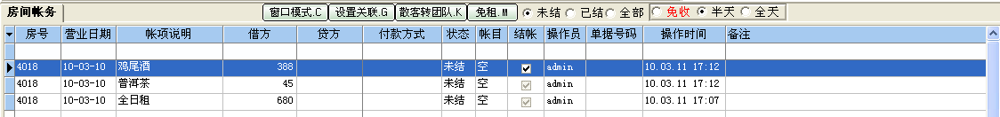 房间帐务 窗口模式.C 设置关联.G 散客转团队.K 免租.M 未结 已结 全部 免收 半天 全天
房号 营业日期 帐项说明 借方 贷方 付款方式 状态 帐目 结帐 操作员 单据号码 操作时间 备注
4018 10-03-10 鸡尾酒 388 未结 空 admin 10.03.11 17:12
4018 10-03-10 普洱茶 45 未结 空 admin 10.03.11 17:12
4018 10-03-10 全日租 680 未结 空 admin 10.03.11 17:07